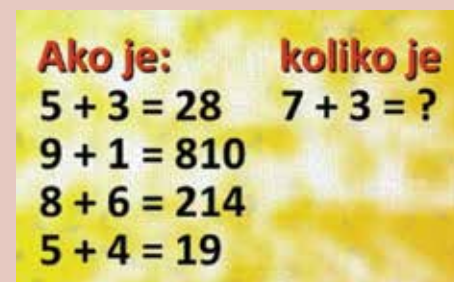 Ako je:
5 + 3 = 28
9 + 1 = 810
8 + 6 = 214
5 + 4 = 19
koliko je
7 + 3 = ?